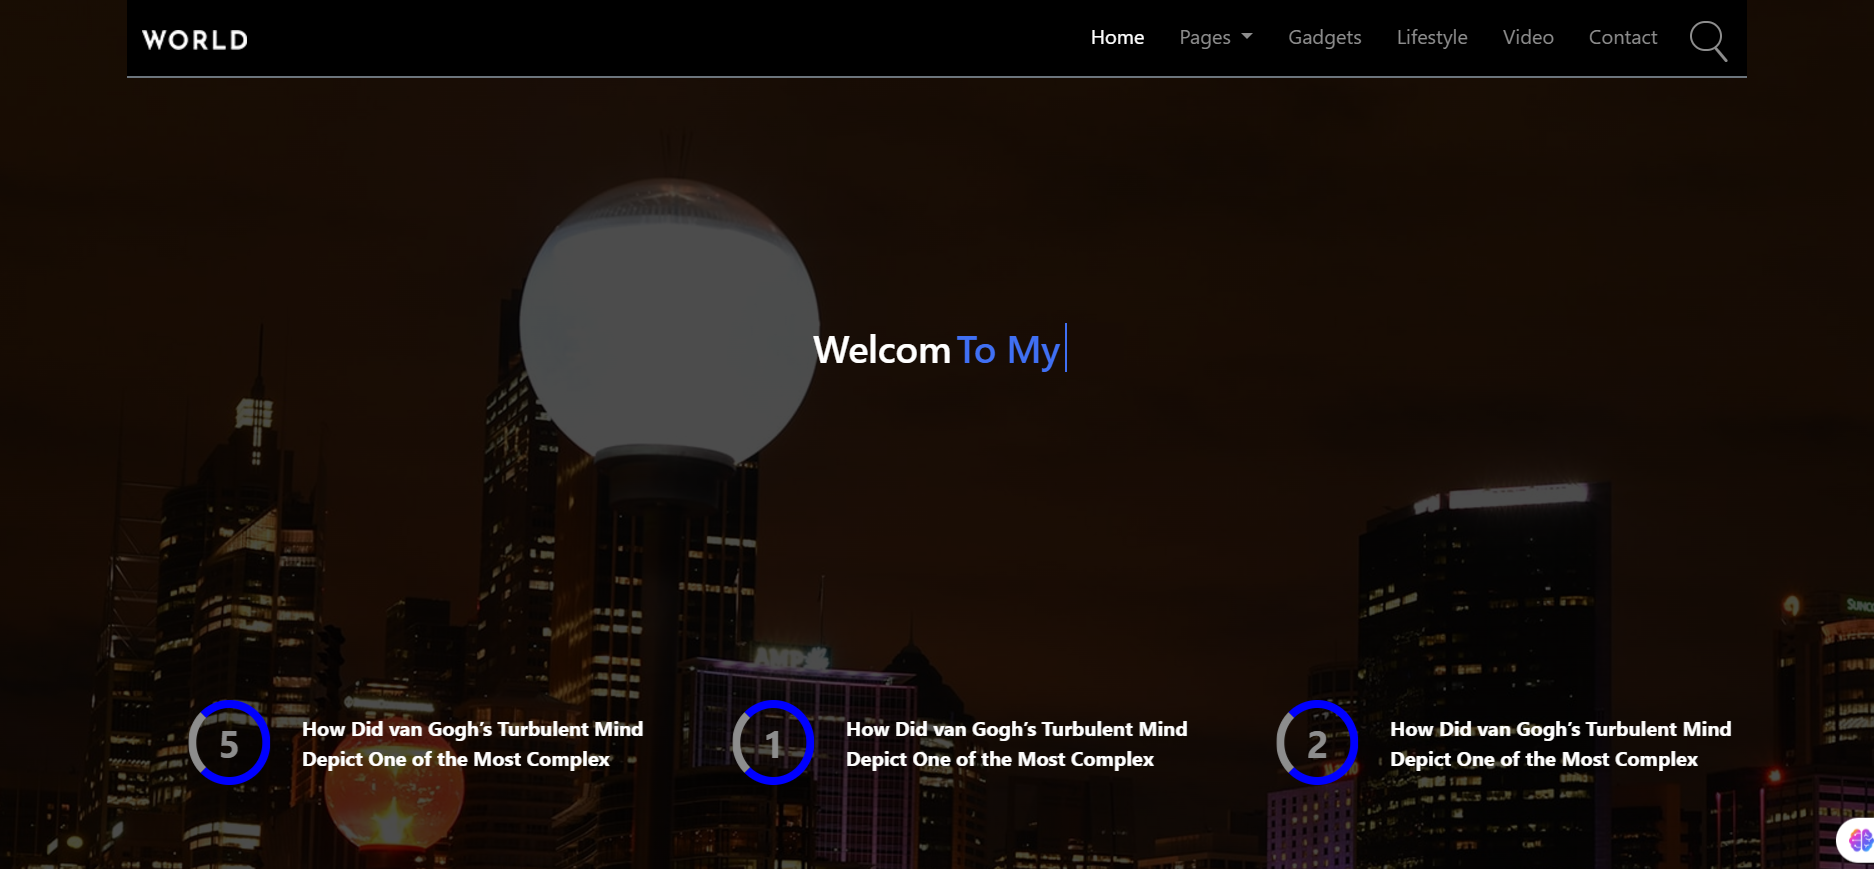 WORLD
Home Pages Gadgets Lifestyle Video Contact
Welcom To My
AMP
5 How Did van Gogh’s Turbulent Mind
Depict One of the Most Complex
1 How Did van Gogh’s Turbulent Mind
Depict One of the Most Complex
2 How Did van Gogh’s Turbulent Mind
Depict One of the Most Complex